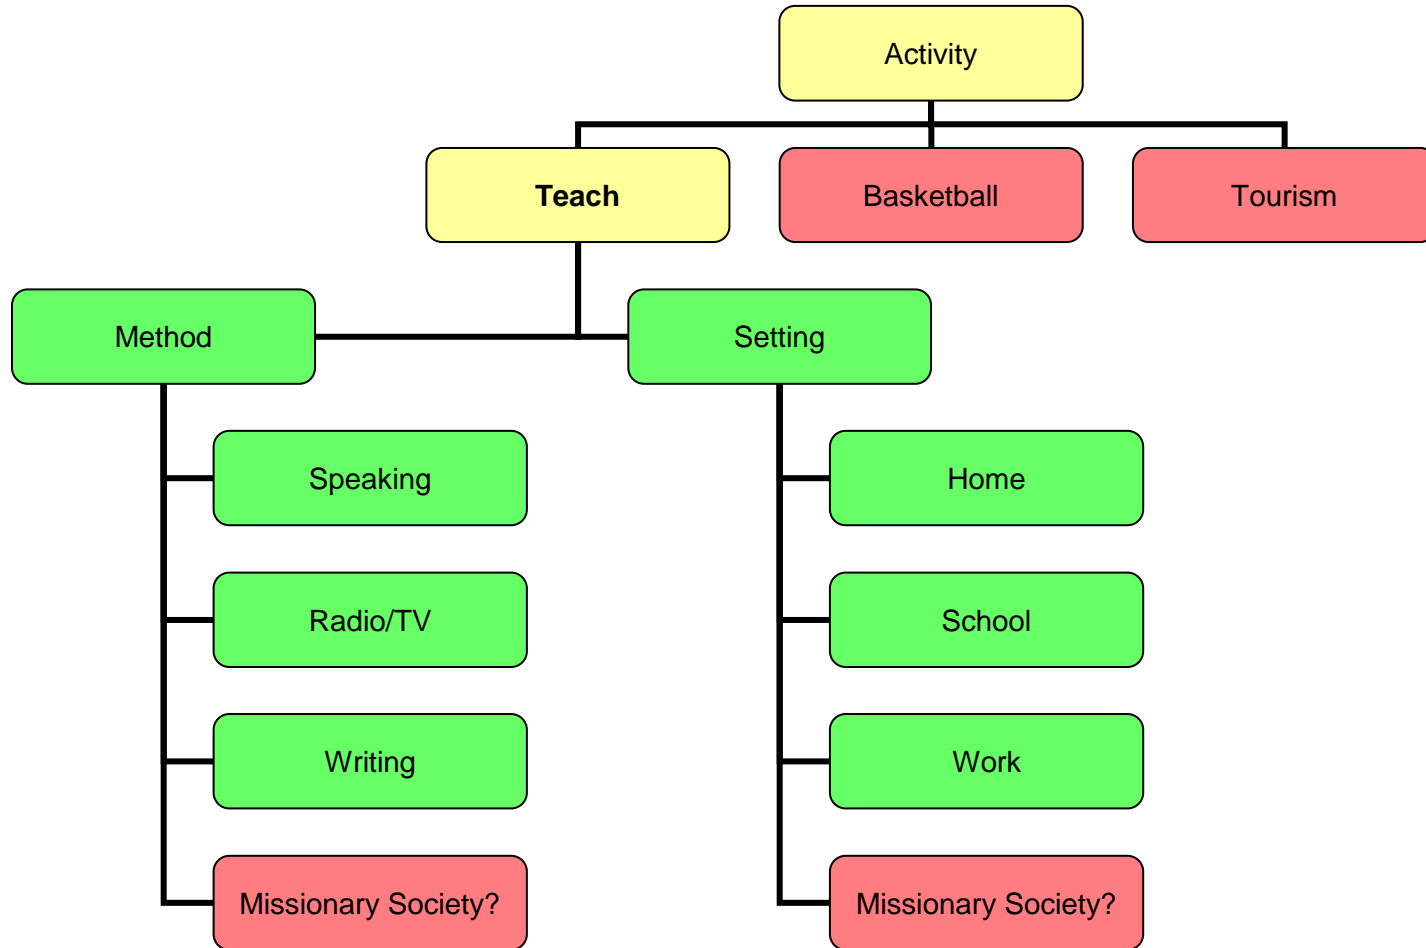 Activity
Teach
Basketball
Tourism
Method
Setting
Speaking
Home
Radio/TV
School
Writing
Work
Missionary Society?
Missionary Society?